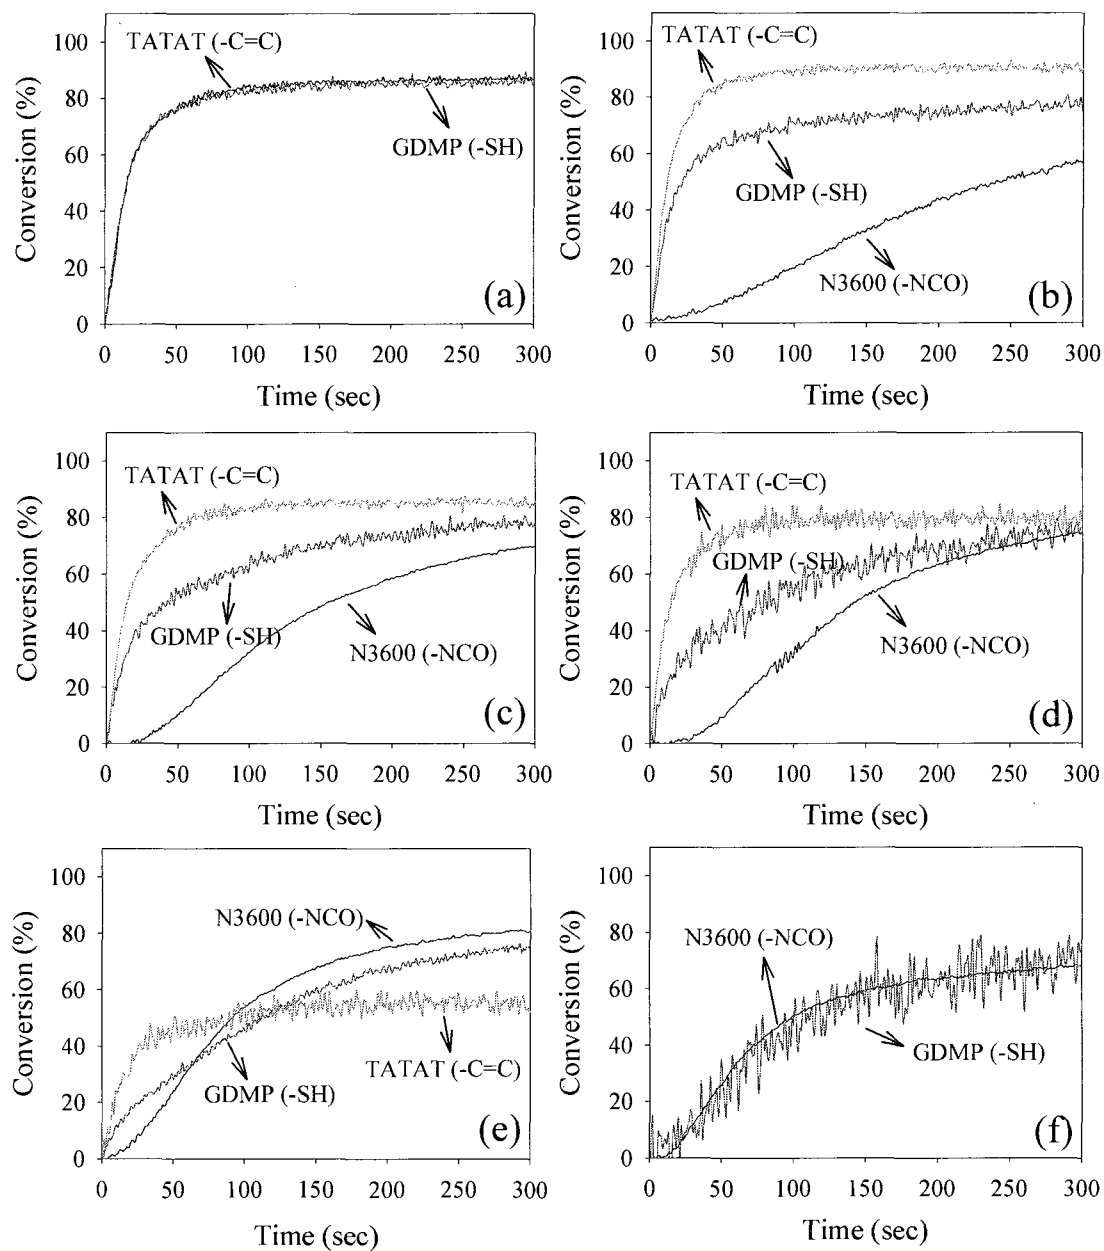 100
80
60
40
20
0
Conversion (%)
TATAT (-C=C)
GDMP (-SH)
(a)
0 50 100 150 200 250 300
Time (sec)
100
80
60
40
20
0
Conversion (%)
TATAT (-C=C)
GDMP (-SH)
N3600 (-NCO)
(b)
0 50 100 150 200 250 300
Time (sec)
100
80
60
40
20
0
Conversion (%)
TATAT (-C=C)
GDMP (-SH)
N3600 (-NCO)
(c)
0 50 100 150 200 250 300
Time (sec)
100
80
60
40
20
0
Conversion (%)
TATAT (-C=C)
GDMP (-SH)
N3600 (-NCO)
(d)
0 50 100 150 200 250 300
Time (sec)
100
80
60
40
20
0
Conversion (%)
N3600 (-NCO)
TATAT (-C=C)
GDMP (-SH)
(e)
0 50 100 150 200 250 300
Time (sec)
100
80
60
40
20
0
Conversion (%)
N3600 (-NCO)
GDMP (-SH)
(f)
0 50 100 150 200 250 300
Time (sec)